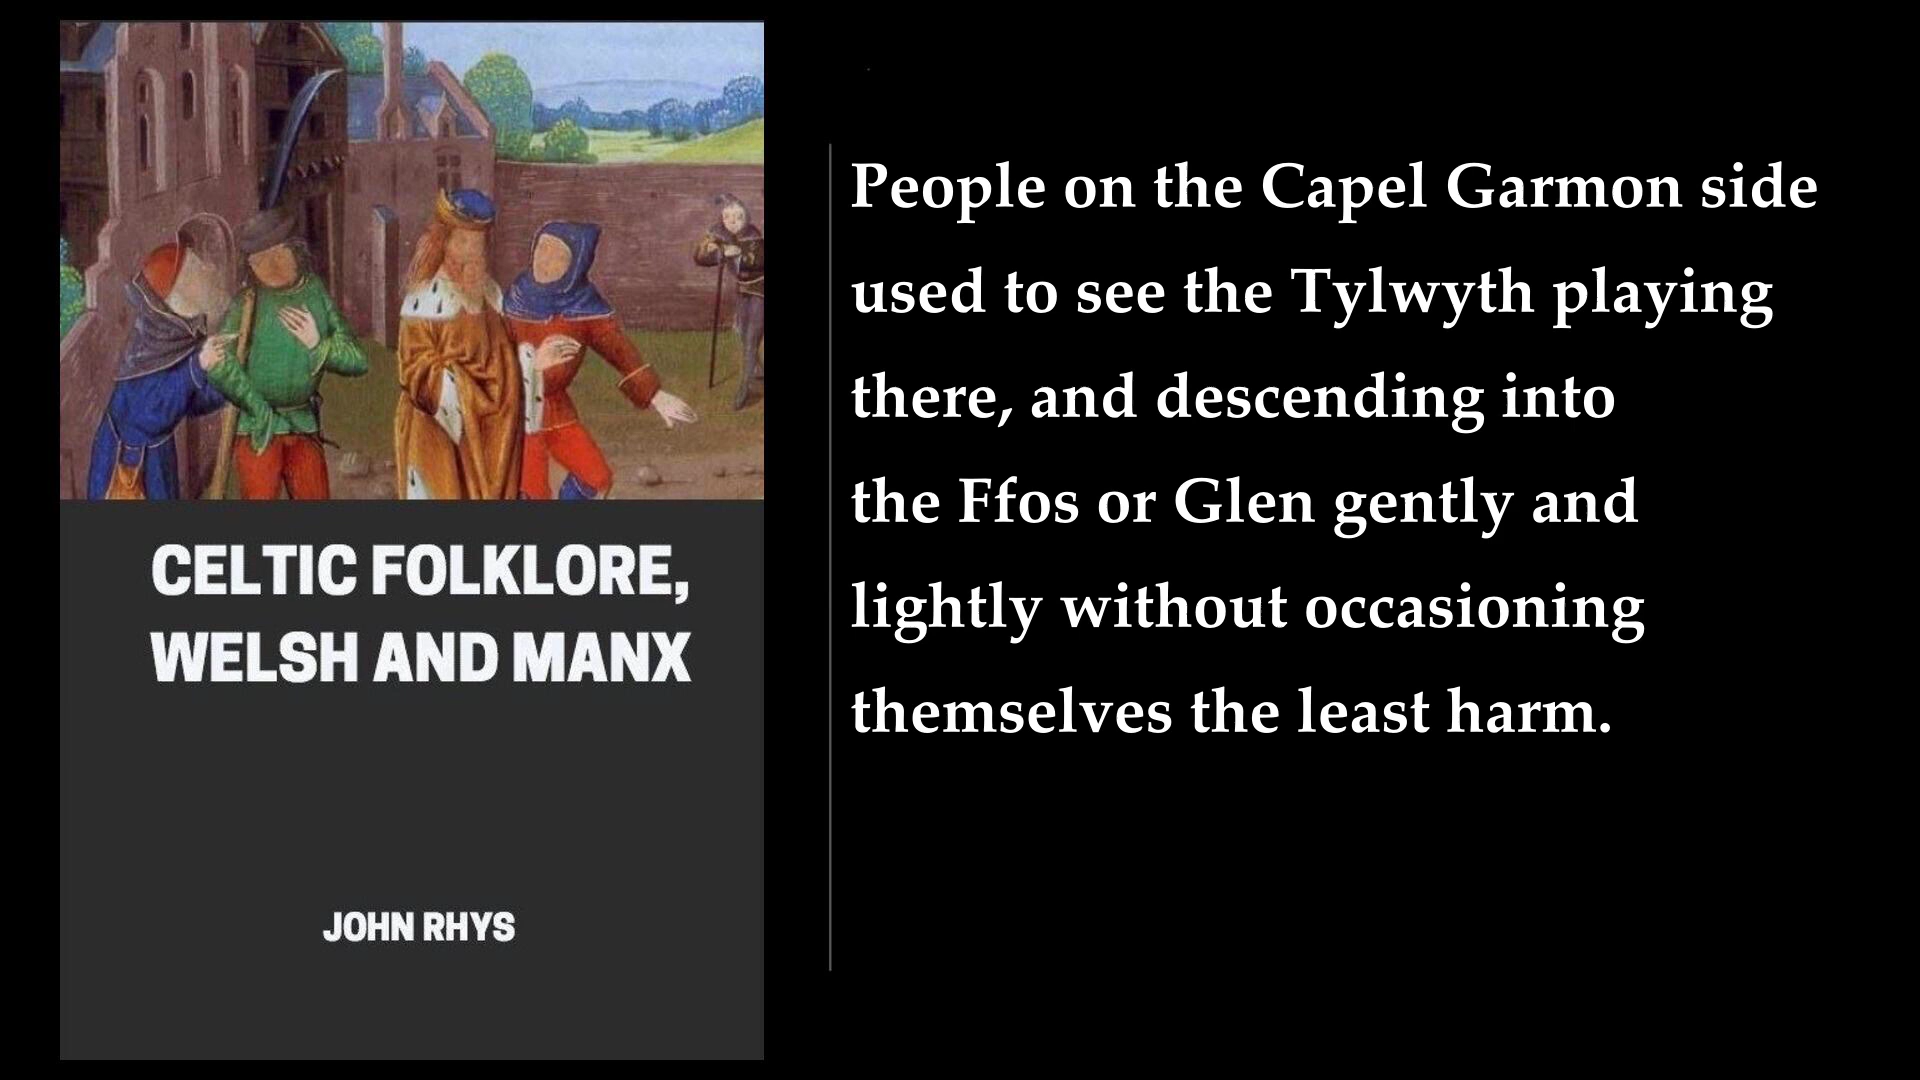 CELTIC FOLKLORE,
WELSH AND MANX
JOHN RHYS
People on the Capel Garmon side
used to see the Tylwyth playing
there, and descending into
the Ffos or Glen gently and
lightly without occasioning
themselves the least harm.